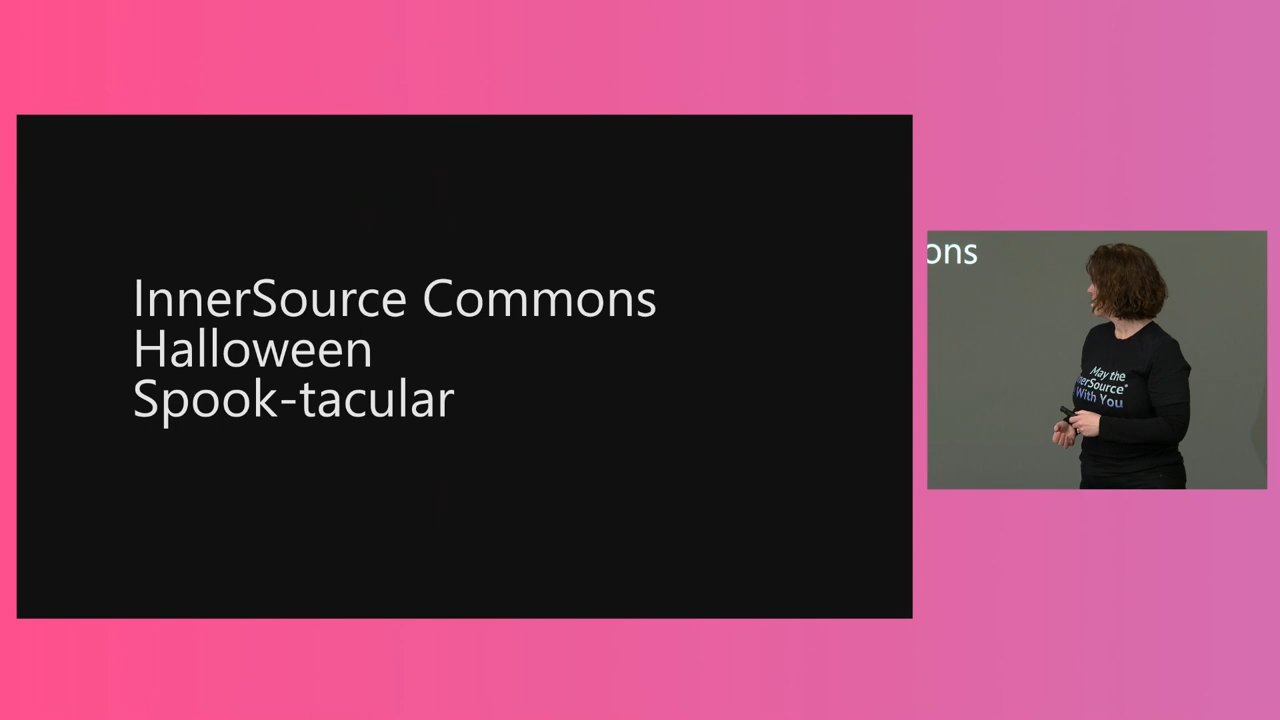 InnerSource Commons
Halloween
Spook-tacular
ons
May the
nerSource*
With You